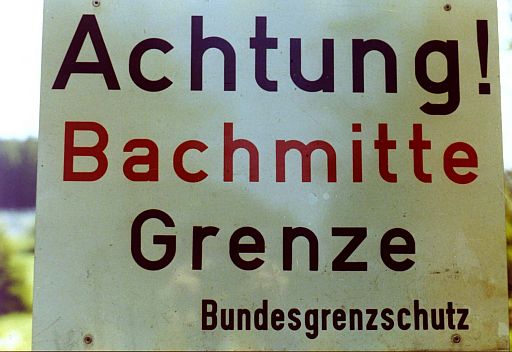 Achtung!
Bachmitte
Grenze
Bundesgrenzschutz